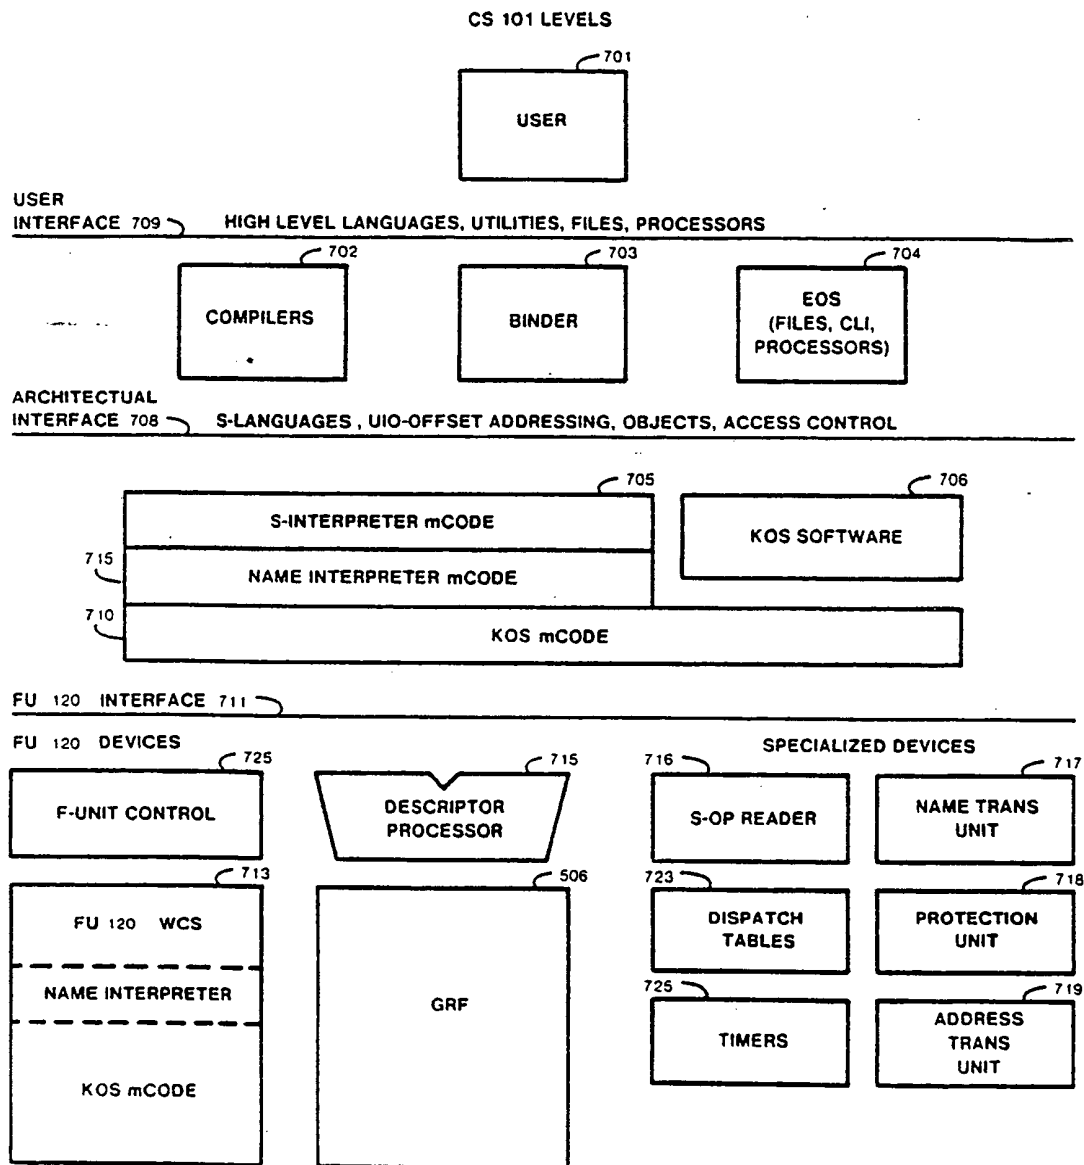 CS 101 LEVELS
701
USER
USER
INTERFACE 709
HIGH LEVEL LANGUAGES, UTILITIES, FILES, PROCESSORS
702
703
704
COMPILERS
BINDER
EOS
(FILES, CLI,
PROCESSORS)
ARCHITECTUAL
INTERFACE 708
S-LANGUAGES , UIO-OFFSET ADDRESSING, OBJECTS, ACCESS CONTROL
705
706
S-INTERPRETER mCODE
KOS SOFTWARE
715
NAME INTERPRETER mCODE
710
KOS mCODE
FU 120 INTERFACE 711
FU 120 DEVICES
SPECIALIZED DEVICES
725
715
716
717
F-UNIT CONTROL
DESCRIPTOR
PROCESSOR
S-OP READER
NAME TRANS
UNIT
713
506
723
718
FU 120 WCS
DISPATCH
TABLES
PROTECTION
UNIT
NAME INTERPRETER
GRF
725
719
TIMERS
ADDRESS
TRANS
UNIT
KOS mCODE